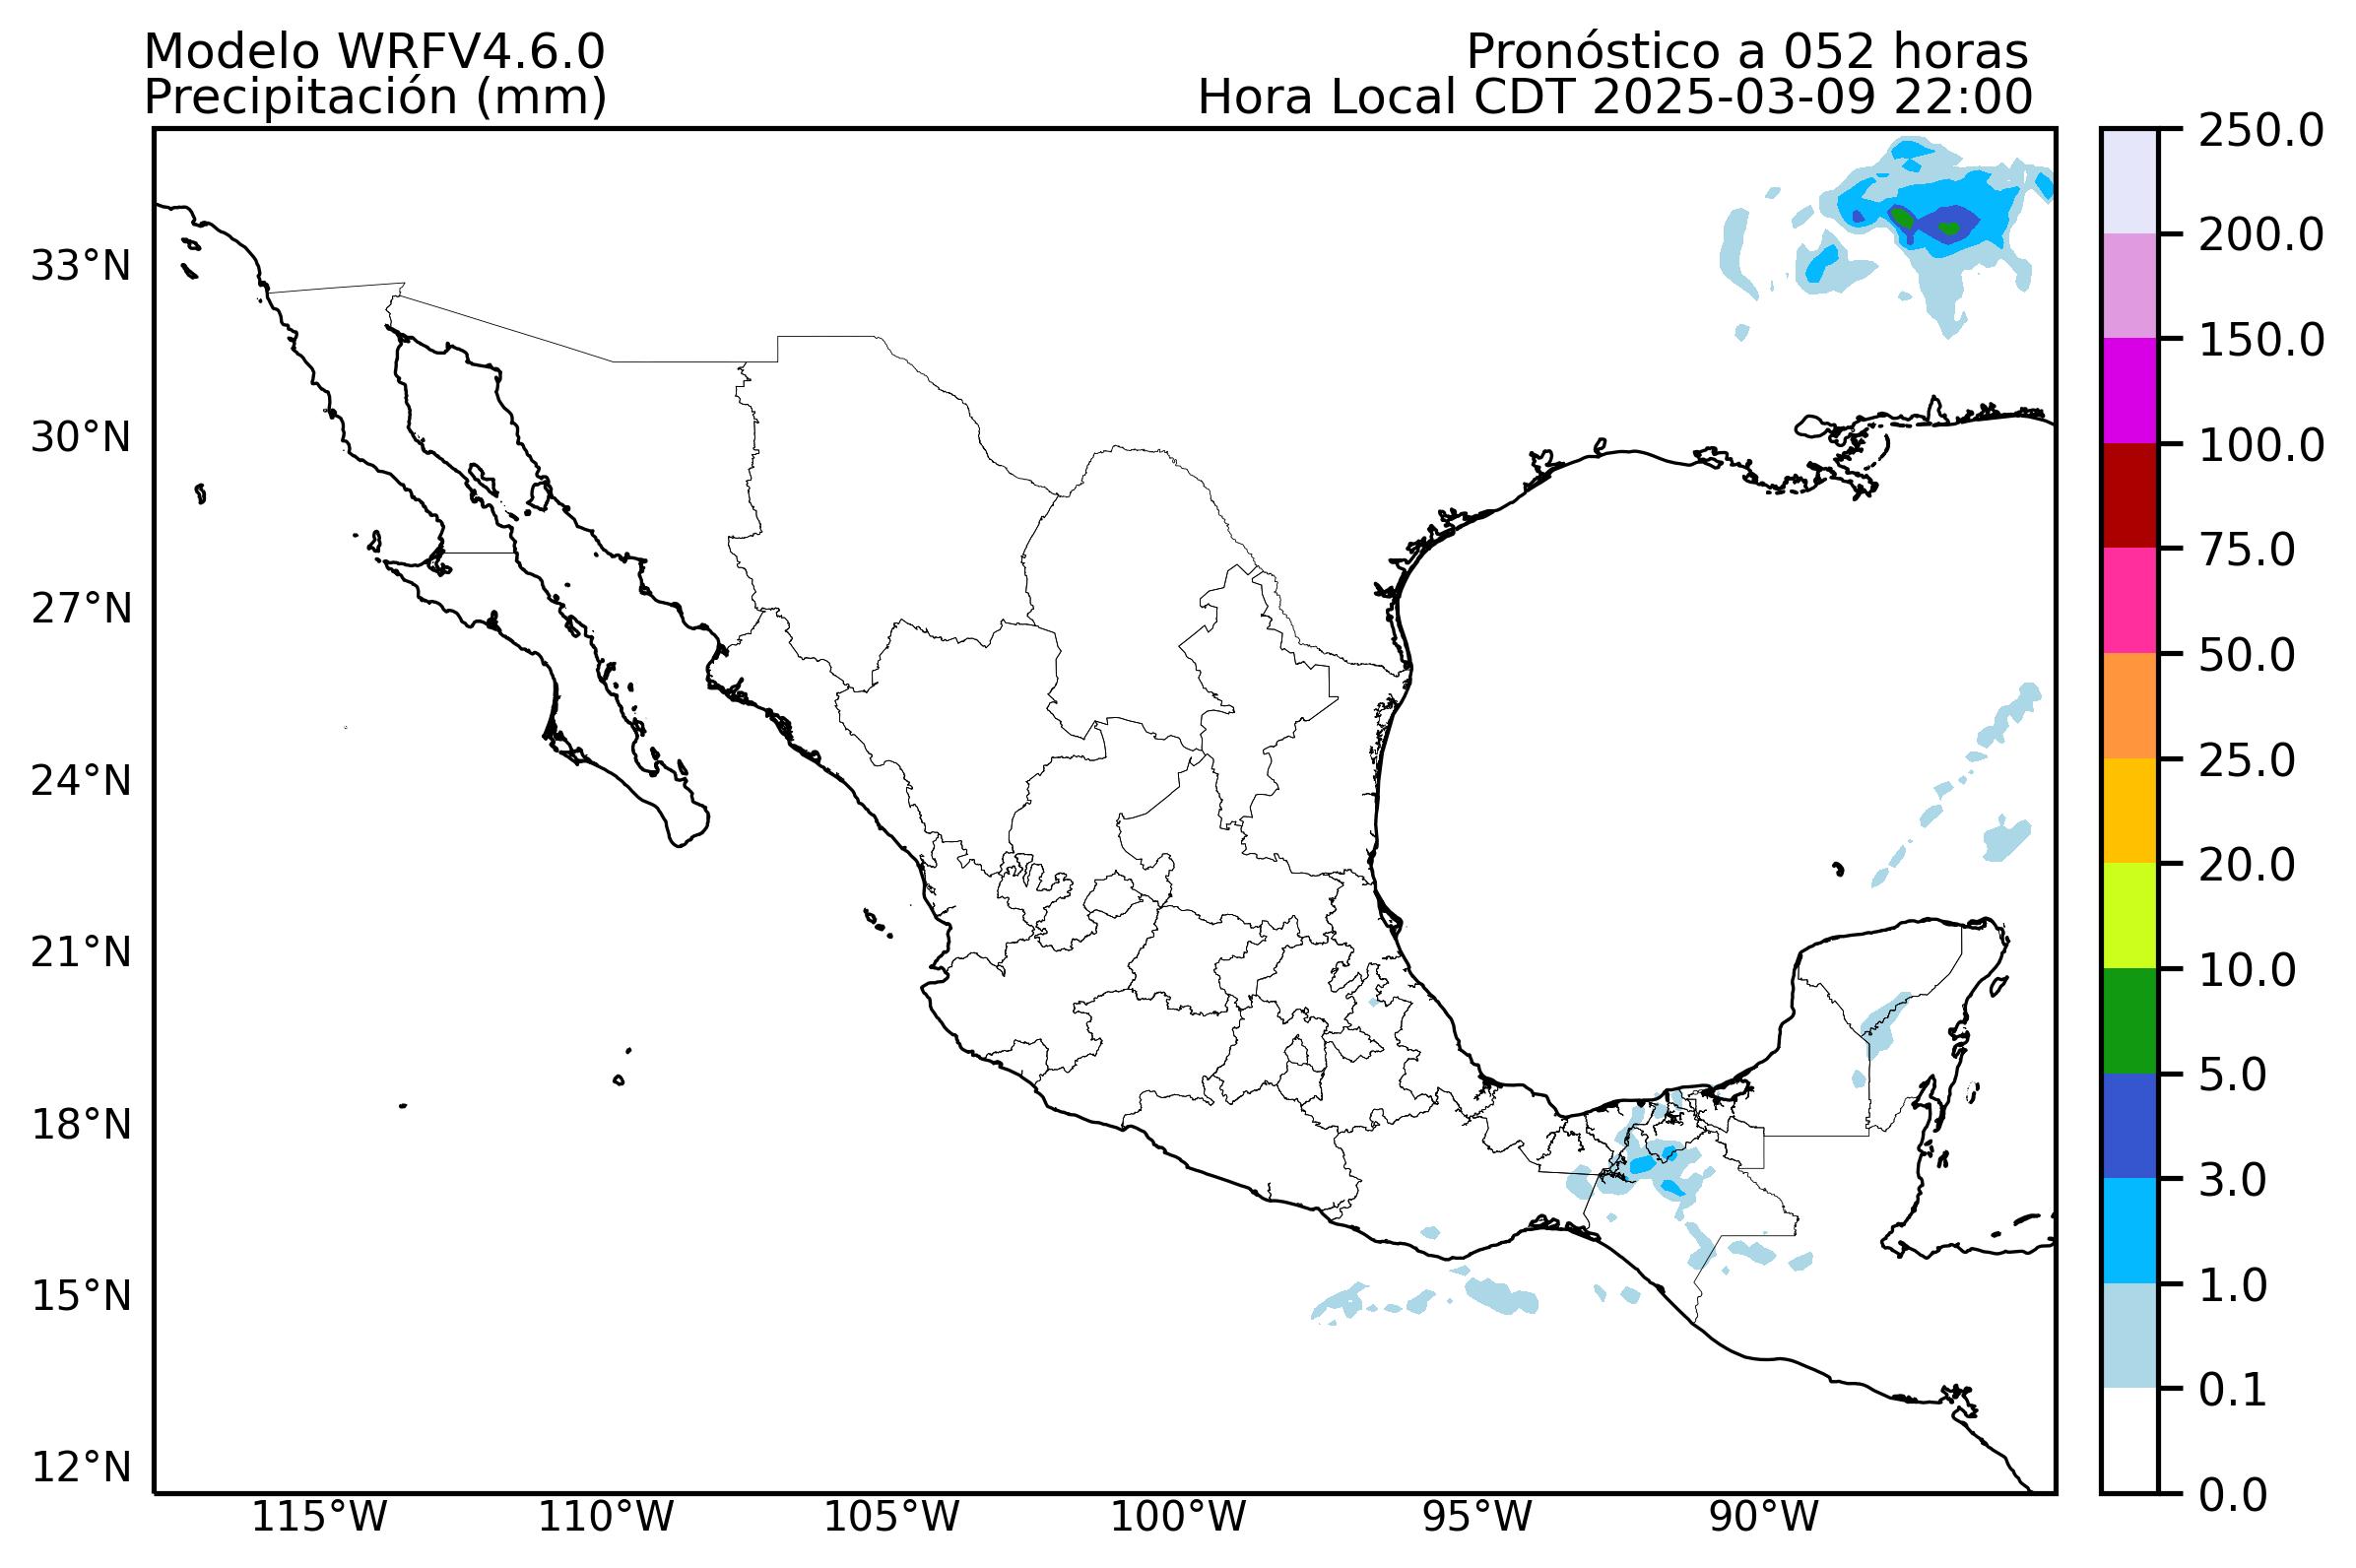 Modelo WRFV4.6.0
Pronóstico a 052 horas
Precipitación (mm)
Hora Local CDT 2025-03-09 22:00
33°N
30°N
27°N
24°N
21°N
18°N
15°N
12°N
115°W
110°W
105°W
100°W
95°W
90°W
250.0
200.0
150.0
100.0
75.0
50.0
25.0
20.0
10.0
5.0
3.0
1.0
0.1
0.0